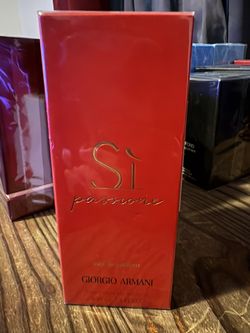 Sì
passione
eau de parfum
GIORGIO ARMANI